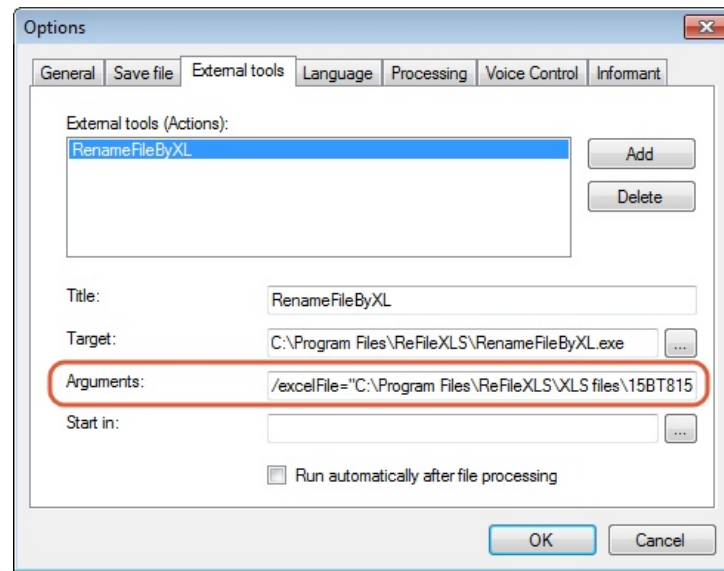 Options
General Save file External tools Language Processing Voice Control Informant
External tools (Actions):
RenameFileByXL
Add
Delete
Title: RenameFileByXL
Target: C:\Program Files\ReFileXLS\RenameFileByXL.exe ...
Arguments: /excelFile="C:\Program Files\ReFileXLS\XLS files\15BT815
Start in: ...
Run automatically after file processing
OK Cancel